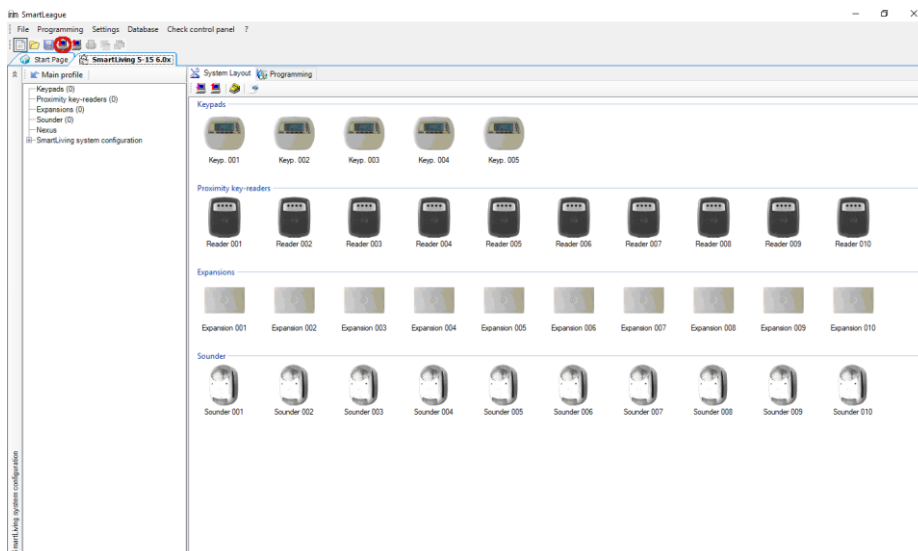 inim SmartLeague
File Programming Settings Database Check control panel ?
Start Page SmartLiving 5-15 6.0x
Main profile
System Layout Programming
Keypads (0)
Proximity key-readers (0)
Expansions (0)
Sounder (0)
Nexus
SmartLiving system configuration
Keypads
Keyp. 001 Keyp. 002 Keyp. 003 Keyp. 004 Keyp. 005
Proximity key-readers
Reader 001 Reader 002 Reader 003 Reader 004 Reader 005 Reader 006 Reader 007 Reader 008 Reader 009 Reader 010
Expansions
Expansion 001 Expansion 002 Expansion 003 Expansion 004 Expansion 005 Expansion 006 Expansion 007 Expansion 008 Expansion 009 Expansion 010
Sounder
Sounder 001 Sounder 002 Sounder 003 Sounder 004 Sounder 005 Sounder 006 Sounder 007 Sounder 008 Sounder 009 Sounder 010
martLiving system configuration